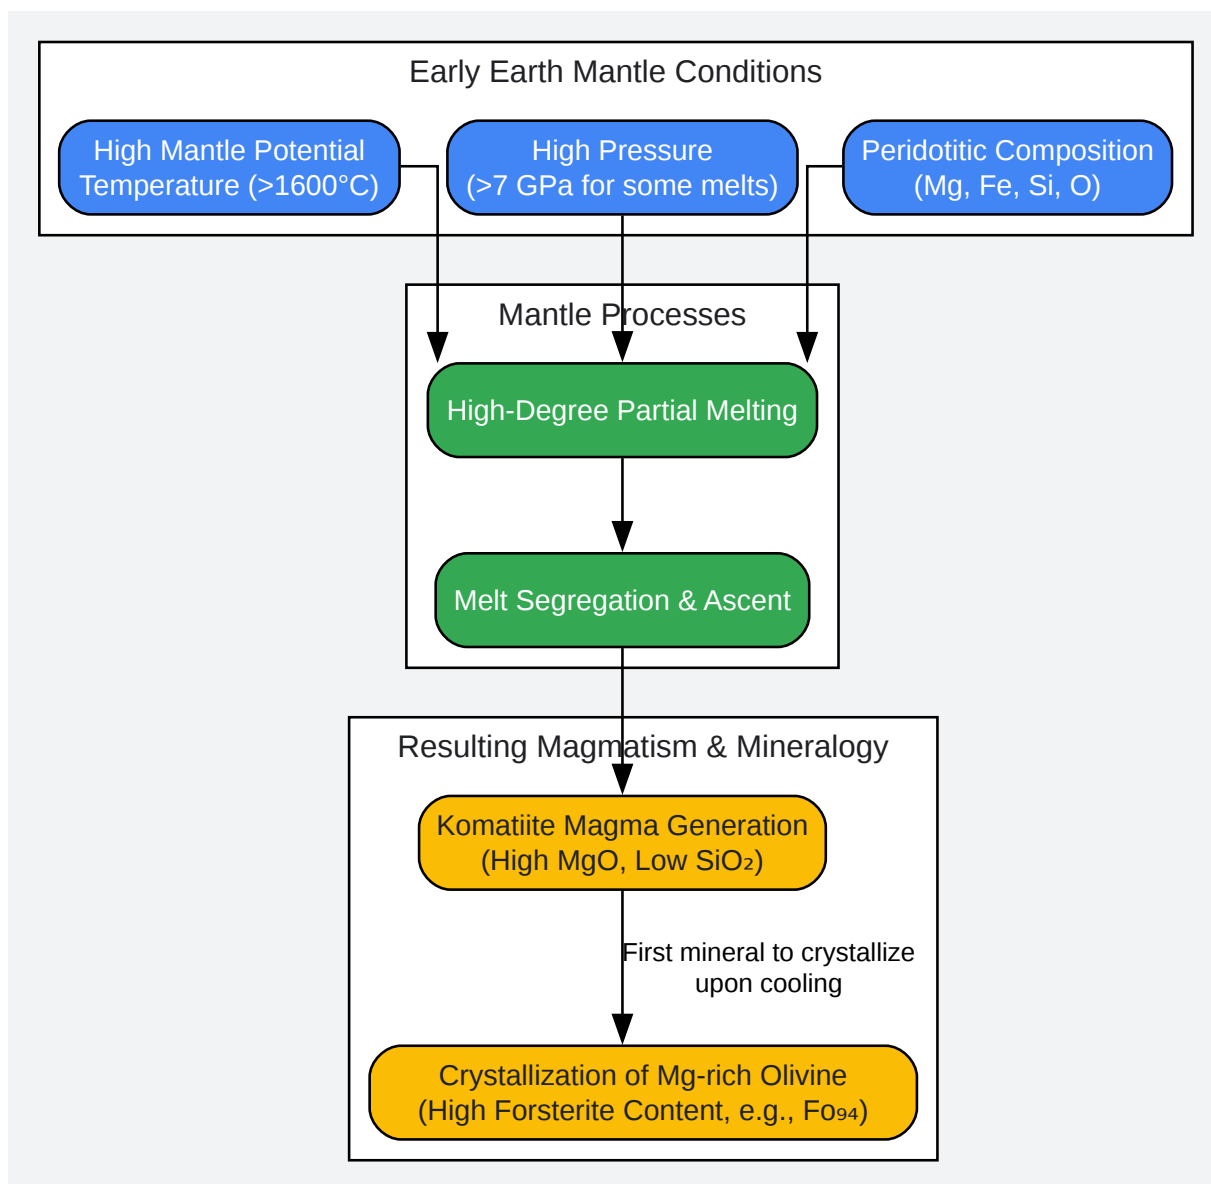 Early Earth Mantle Conditions
High Mantle Potential
Temperature (>1600°C)
High Pressure
(>7 GPa for some melts)
Peridotitic Composition
(Mg, Fe, Si, O)
Mantle Processes
High-Degree Partial Melting
Melt Segregation & Ascent
Resulting Magmatism & Mineralogy
Komatiite Magma Generation
(High MgO, Low SiO₂)
First mineral to crystallize
upon cooling
Crystallization of Mg-rich Olivine
(High Forsterite Content, e.g., Fo₉₄)